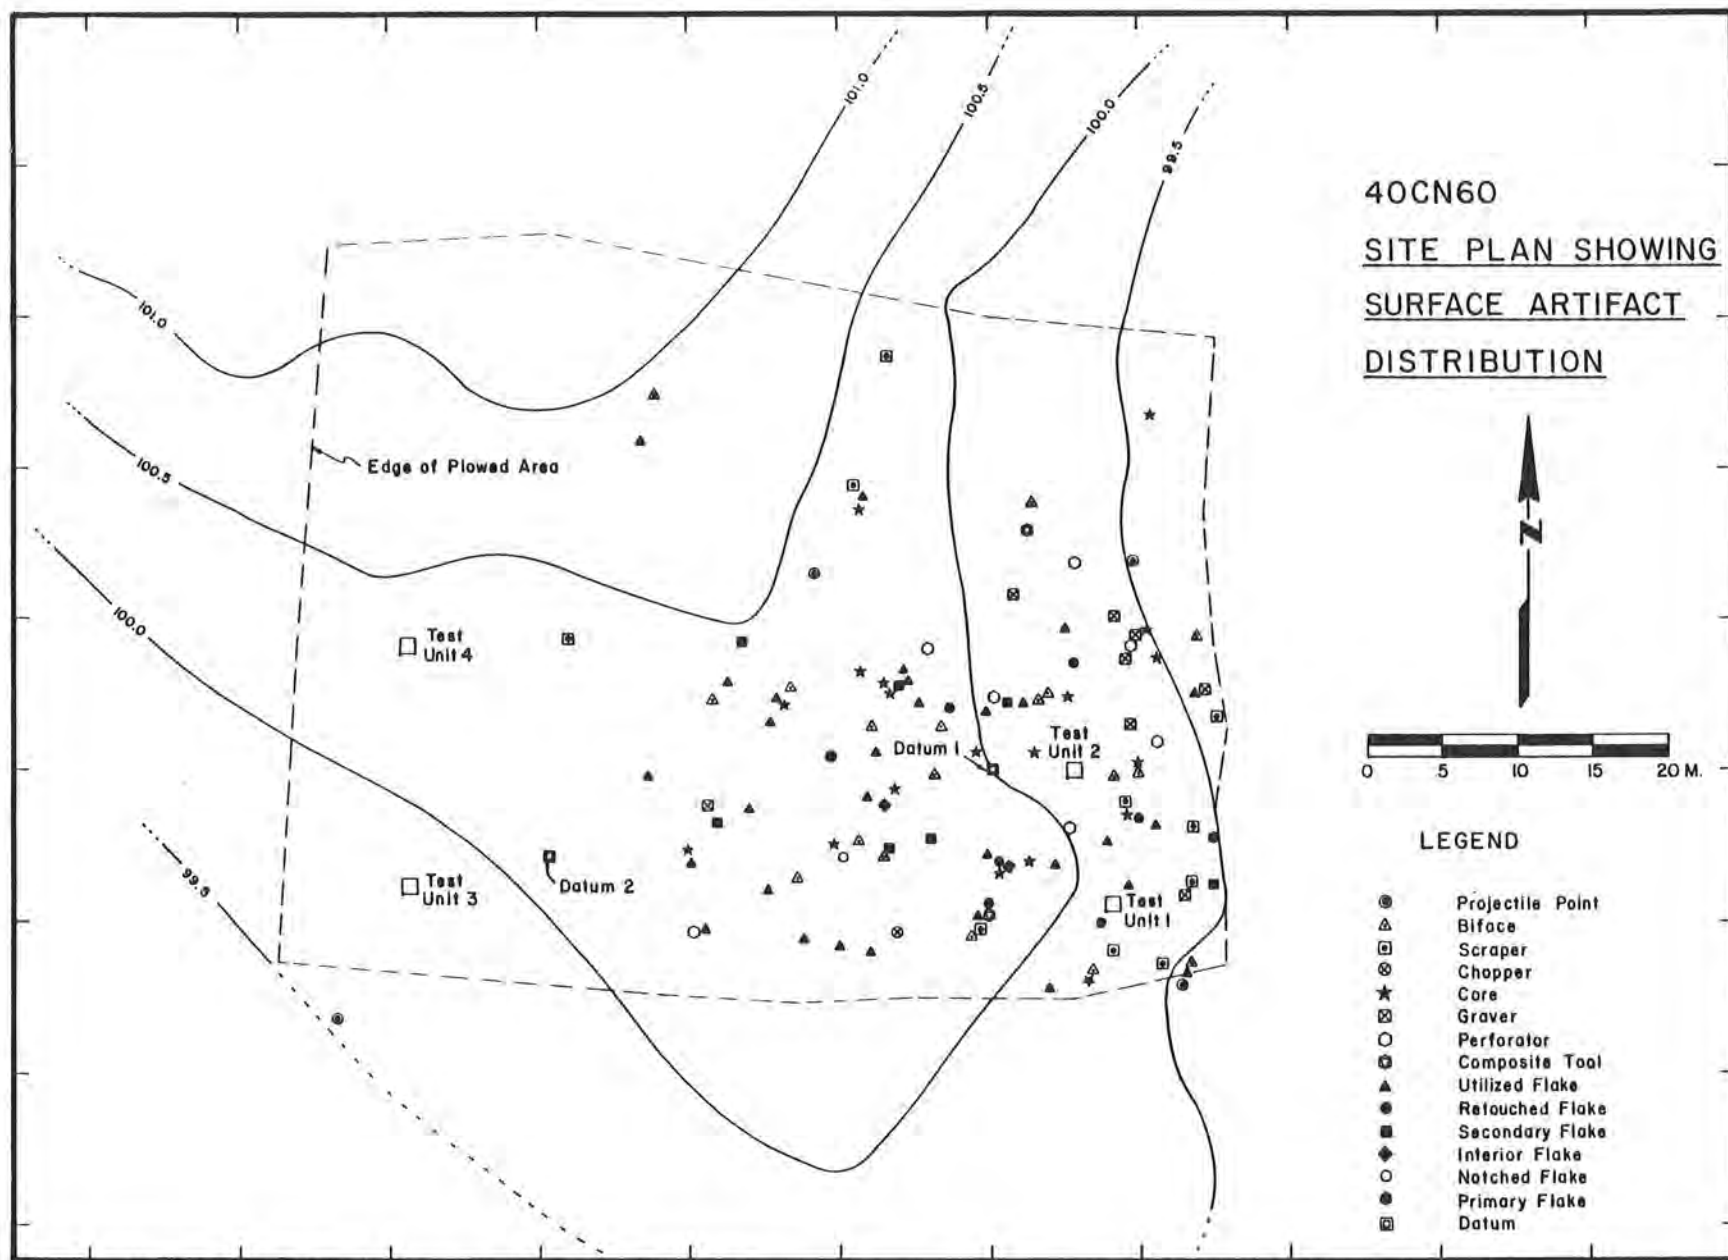 101.0
100.5
100.0
99.5
40CN60
SITE PLAN SHOWING
SURFACE ARTIFACT
DISTRIBUTION
101.0
Edge of Plowed Area
100.5
N
100.0
Test
Unit 4
Test
Unit 2
Datum 1
0 5 10 15 20 M.
LEGEND
99.5
Test
Unit 3
Datum 2
Test
Unit 1
Projectile Point
Biface
Scraper
Chopper
Core
Graver
Perforator
Composite Tool
Utilized Flake
Retouched Flake
Secondary Flake
Interior Flake
Notched Flake
Primary Flake
Datum